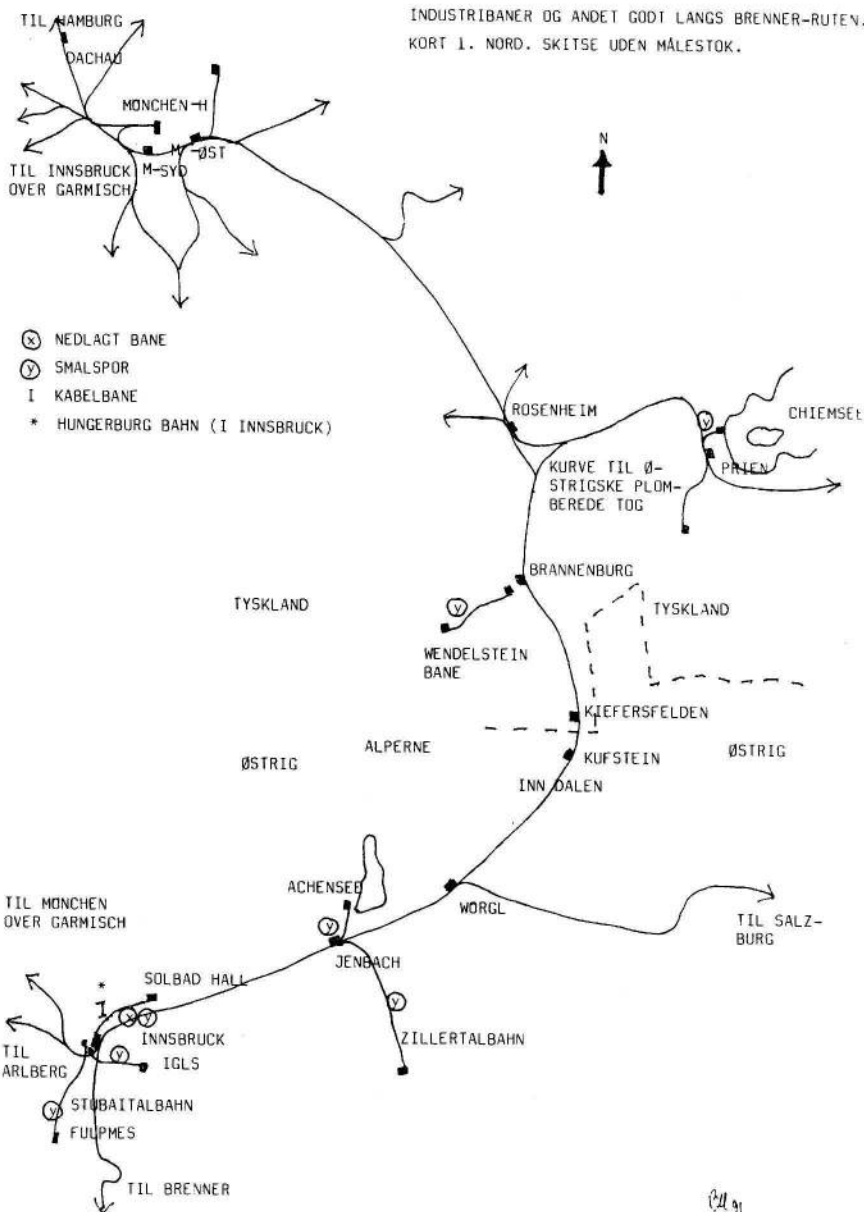 INDUSTRIBANER OG ANDET GODT LANGS BRENNER-RUTEN.
KORT 1. NORD. SKITSE UDEN MÅLESTOK.
TIL HAMBURG
DACHAU
MÜNCHEN-H
M-ØST
M-SYD
TIL INNSBRUCK
OVER GARMISCH
N
x NEDLAGT BANE
y SMALSPOR
I KABELBANE
* HUNGERBURG BAHN (I INNSBRUCK)
ROSENHEIM
y
CHIEMSEE
PRIEN
KURVE TIL Ø-
STRIGSKE PLOM-
BEREDE TOG
BRANNENBURG
TYSKLAND
y
TYSKLAND
WENDELSTEIN
BANE
KIEFERSFELDEN
ALPERNE
ØSTRIG
KUFSTEIN
ØSTRIG
INN DALEN
ACHENSEE
WÖRGL
TIL MÜNCHEN
OVER GARMISCH
TIL SALZ-
BURG
y
JENBACH
SOLBAD HALL
*
I
x y
INNSBRUCK
y
ZILLERTALBAHN
TIL
ARLBERG
y
IGLS
y
STUBAITALBAHN
FULPMES
TIL BRENNER